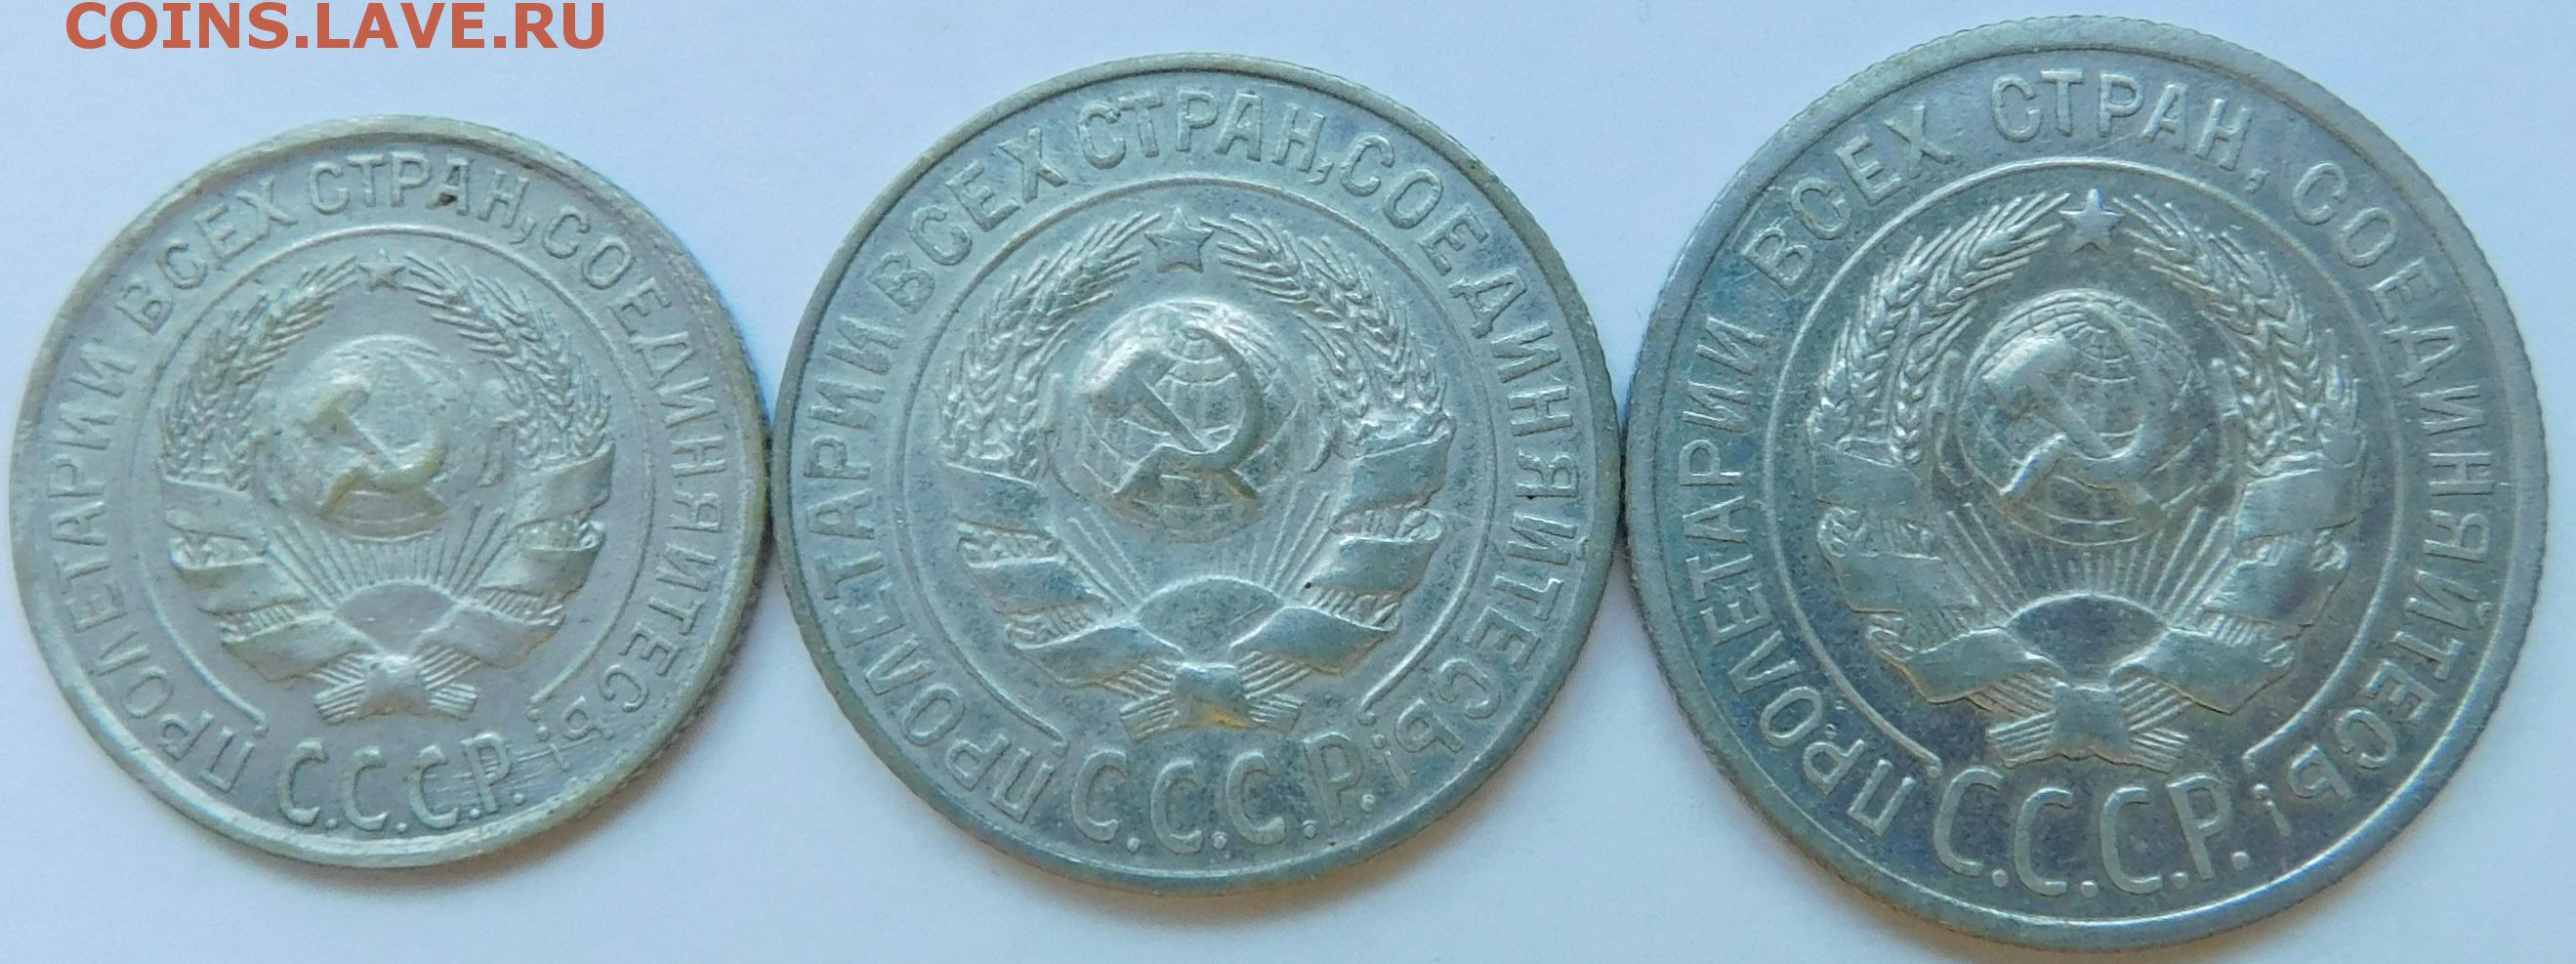 COINS.LAVE.RU
ПРОЛЕТАРИИ ВСЕХ СТРАН, СОЕДИНЯЙТЕСЬ!
С.С.С.Р.
ПРОЛЕТАРИИ ВСЕХ СТРАН, СОЕДИНЯЙТЕСЬ!
С.С.С.Р.
ПРОЛЕТАРИИ ВСЕХ СТРАН, СОЕДИНЯЙТЕСЬ!
С.С.С.Р.